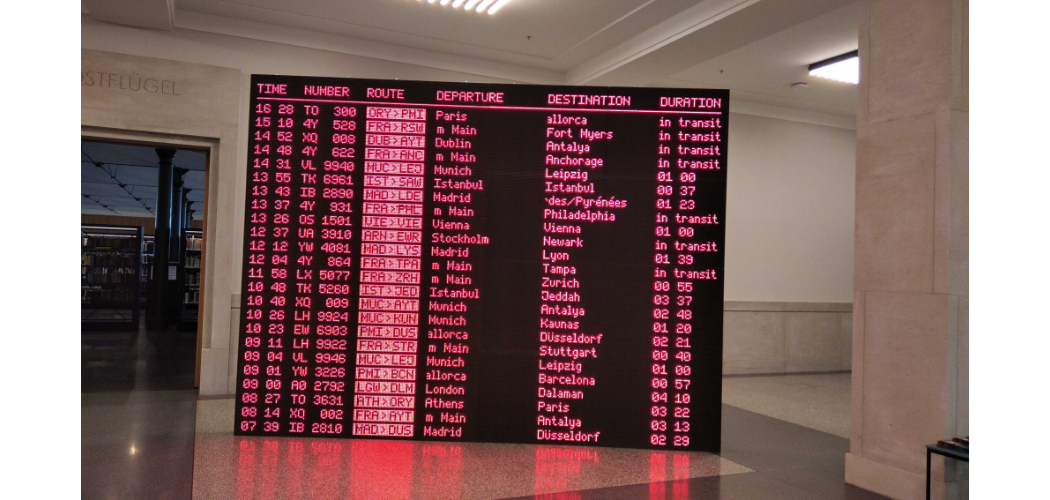 OSTFLÜGEL
TIME NUMBER ROUTE DEPARTURE DESTINATION DURATION
16 28 TO 300 ORY>PMI Paris allorca in transit
15 10 4Y 528 FRA>RSW m Main Fort Myers in transit
14 52 XQ 008 DUB>AYT Dublin Antalya in transit
14 48 4Y 622 FRA>ANC m Main Anchorage in transit
14 31 VL 9940 MUC>LEJ Munich Leipzig 01 00
13 55 TK 6961 IST>SAW Istanbul Istanbul 00 37
13 43 IB 2890 MAD>LDE Madrid des/Pyrénées 01 23
13 37 4Y 931 FRA>PHL m Main Philadelphia in transit
13 26 OS 1501 VIE>VIE Vienna Vienna 01 00
12 37 UA 3910 ARN>EWR Stockholm Newark in transit
12 12 YW 4081 MAD>LYS Madrid Lyon 01 39
12 04 4Y 864 FRA>TPA m Main Tampa in transit
11 58 LX 5077 FRA>ZRH m Main Zurich 00 55
10 48 TK 5260 IST>JED Istanbul Jeddah 03 37
10 40 XQ 009 MUC>AYT Munich Antalya 02 48
10 26 LH 9924 MUC>KUN Munich Kaunas 01 20
10 23 EW 6903 PMI>DUS allorca Düsseldorf 02 21
09 11 LH 9922 FRA>STR m Main Stuttgart 00 40
09 04 VL 9946 MUC>LEJ Munich Leipzig 01 00
09 01 YW 3226 PMI>BCN allorca Barcelona 00 57
09 00 A0 2792 LGW>DLM London Dalaman 04 10
08 27 TO 3631 ATH>ORY Athens Paris 03 22
08 14 XQ 002 FRA>AYT m Main Antalya 03 13
07 39 IB 2810 MAD>DUS Madrid Düsseldorf 02 29